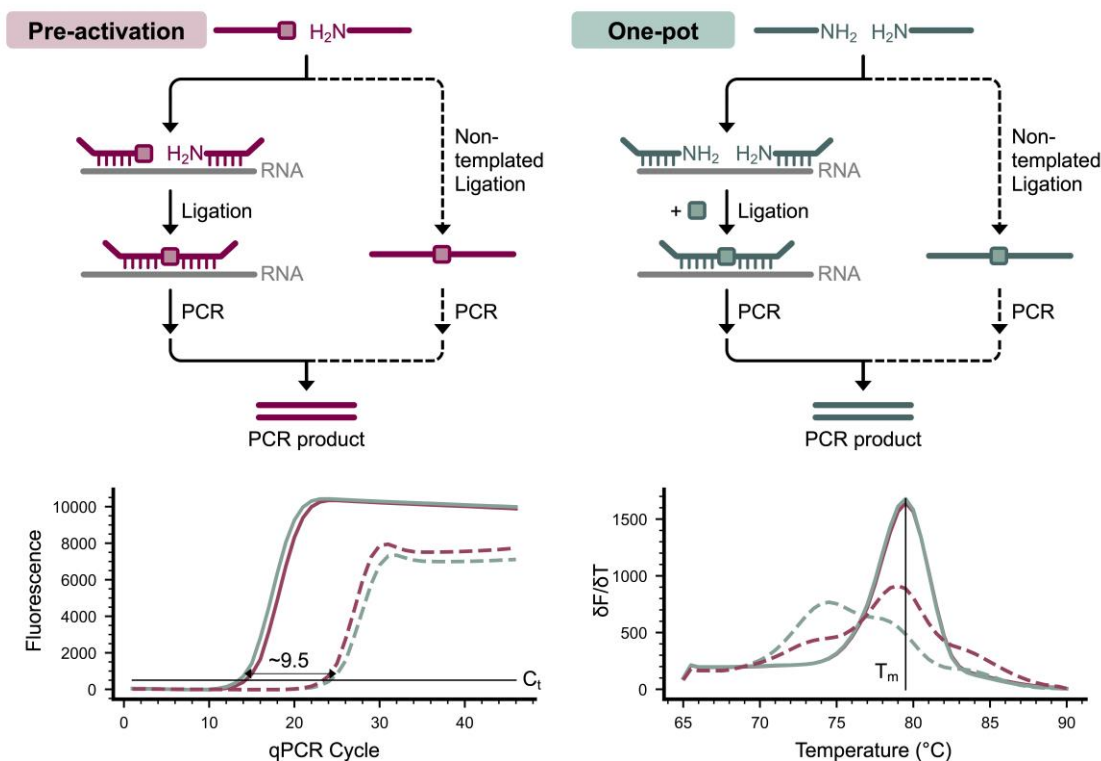 Pre-activation
H₂N
H₂N
RNA
Non-
templated
Ligation
Ligation
RNA
PCR
PCR
PCR product
One-pot
NH₂ H₂N
NH₂ H₂N
RNA
Non-
templated
Ligation
+ Ligation
RNA
PCR
PCR
PCR product
Fluorescence
10000
8000
6000
4000
2000
0
~9.5
Cₜ
0 10 20 30 40
qPCR Cycle
δF/δT
1500
1000
500
0
Tₘ
65 70 75 80 85 90
Temperature (°C)